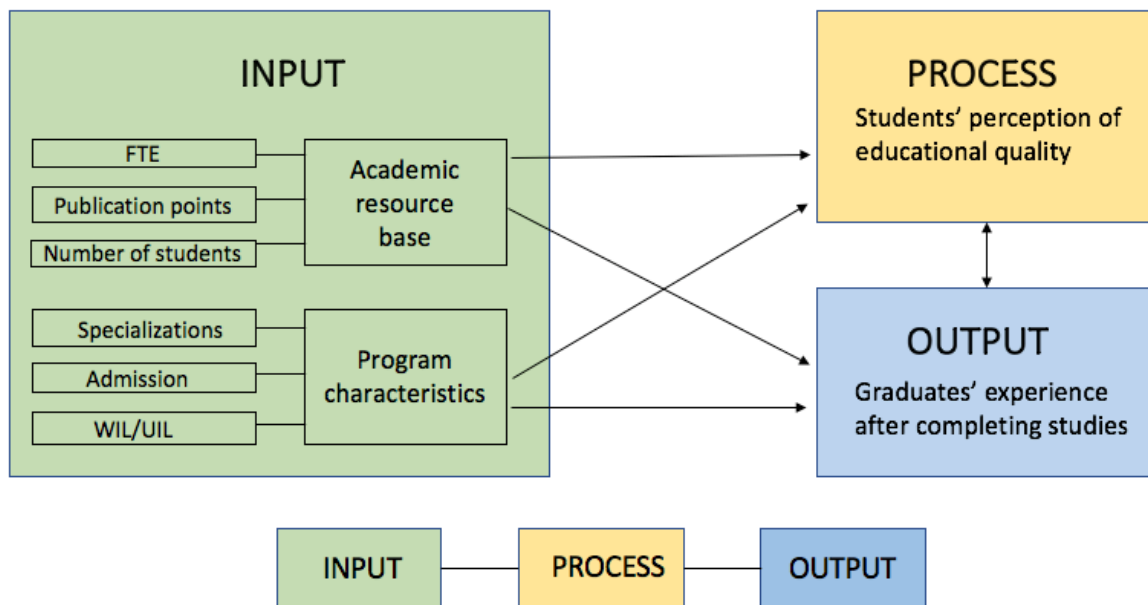 INPUT
FTE
Publication points
Number of students
Academic
resource
base
Specializations
Admission
WIL/UIL
Program
characteristics
PROCESS
Students’ perception of
educational quality
OUTPUT
Graduates’ experience
after completing studies
INPUT
PROCESS
OUTPUT